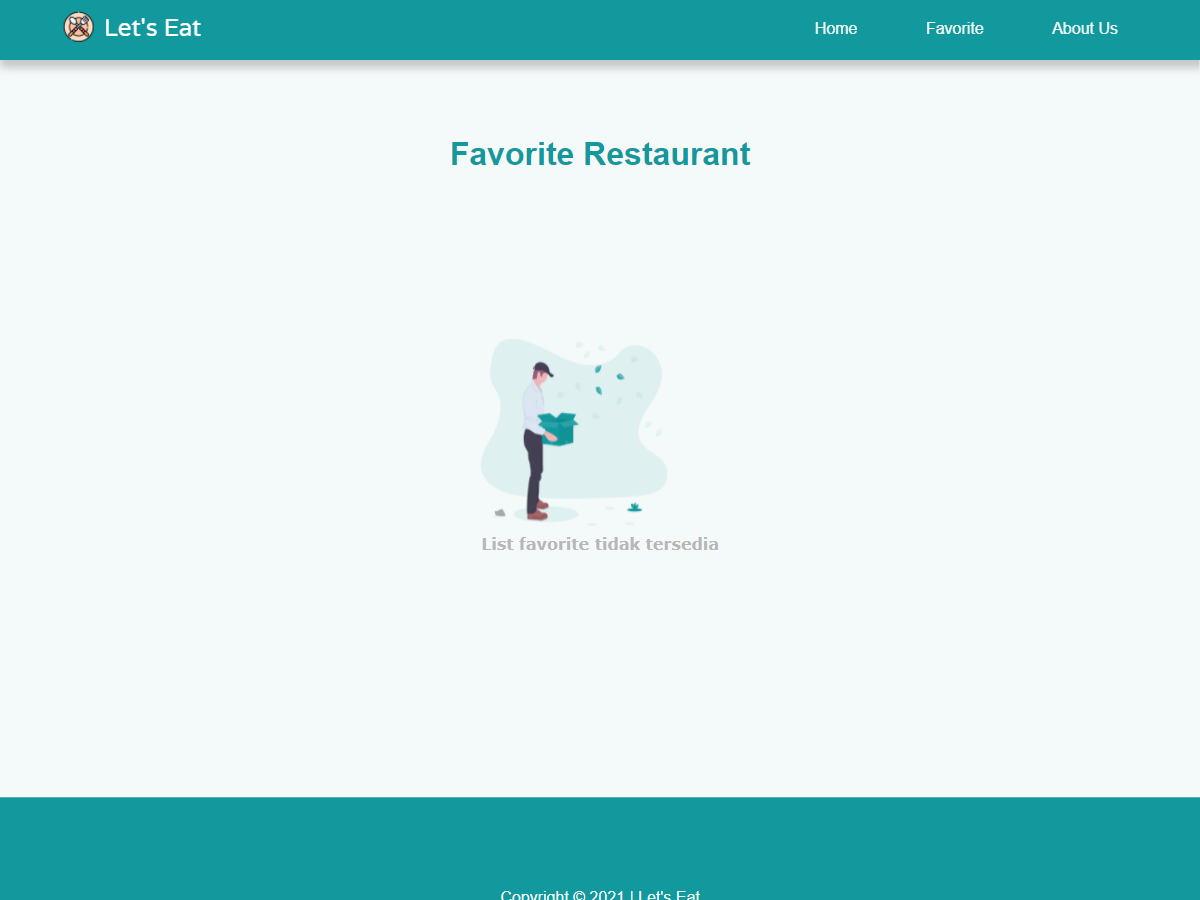 Let's Eat
Home
Favorite
About Us
Favorite Restaurant
List favorite tidak tersedia
Copyright © 2021 | Let's Eat